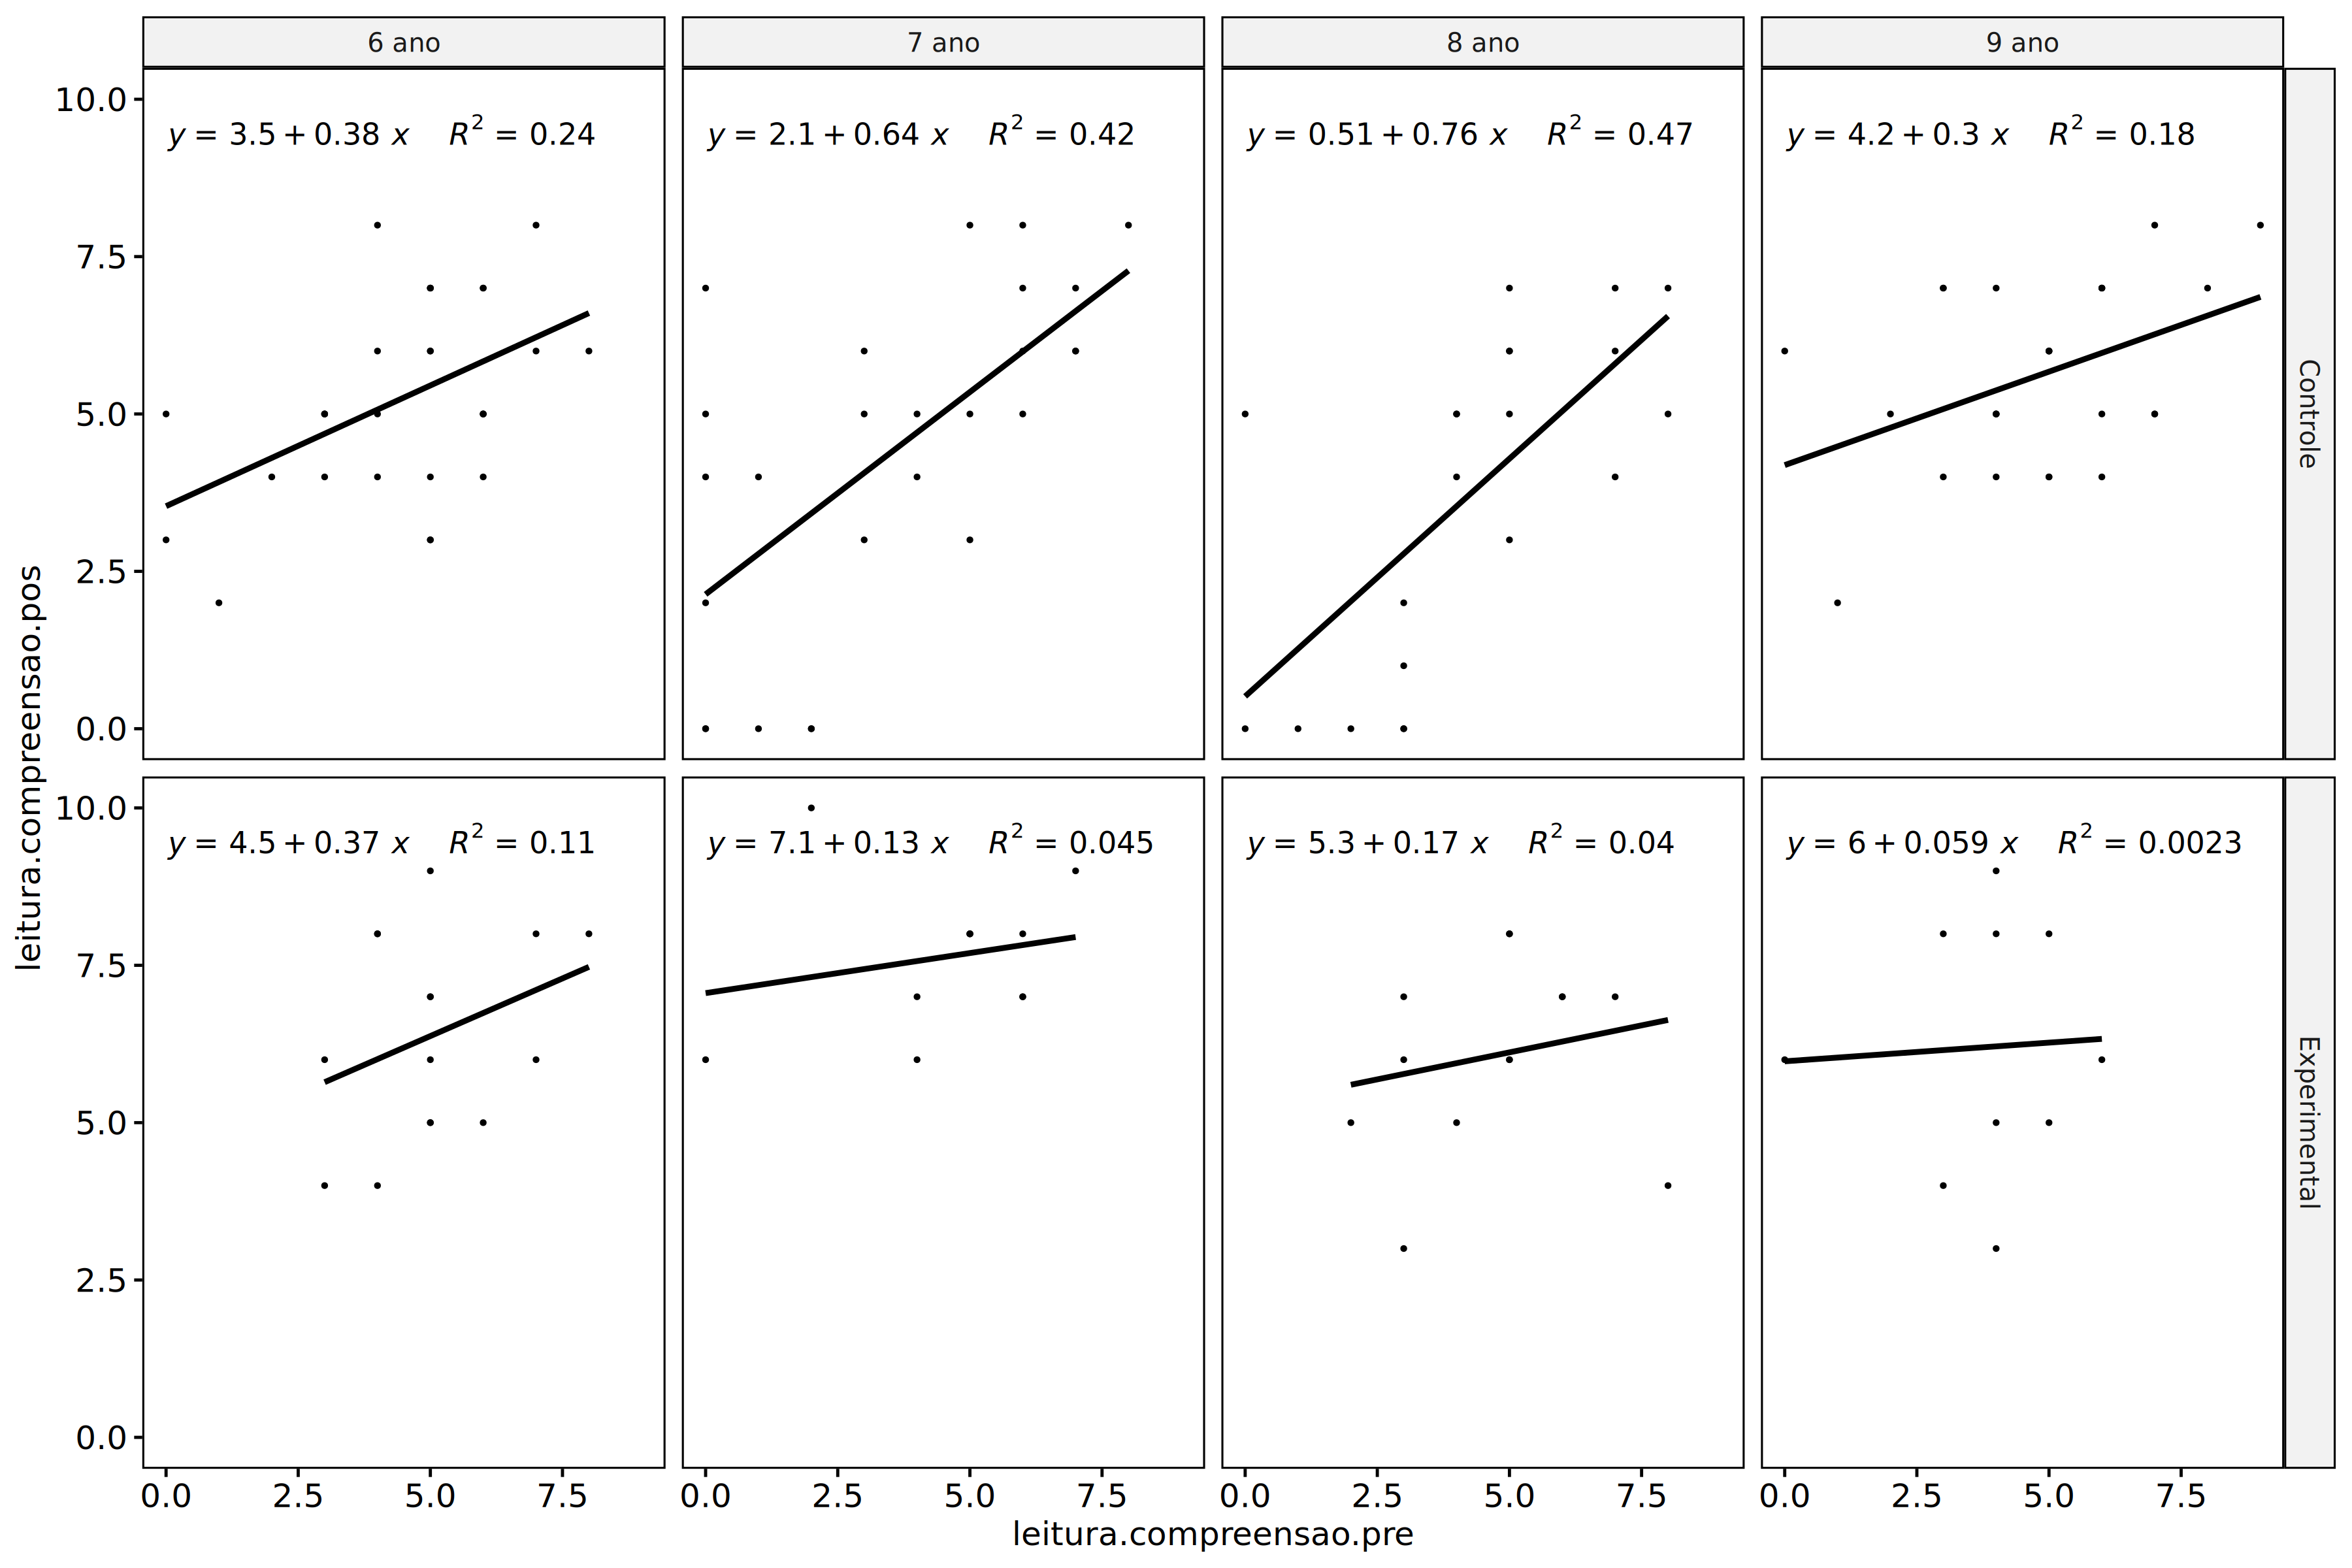 6 ano
7 ano
8 ano
9 ano
y = 3.5 + 0.38 x R² = 0.24
y = 2.1 + 0.64 x R² = 0.42
y = 0.51 + 0.76 x R² = 0.47
y = 4.2 + 0.3 x R² = 0.18
10.0
7.5
5.0
2.5
0.0
Controle
y = 4.5 + 0.37 x R² = 0.11
y = 7.1 + 0.13 x R² = 0.045
y = 5.3 + 0.17 x R² = 0.04
y = 6 + 0.059 x R² = 0.0023
10.0
7.5
5.0
2.5
0.0
Experimental
leitura.compreensao.pos
0.0 2.5 5.0 7.5
0.0 2.5 5.0 7.5
0.0 2.5 5.0 7.5
0.0 2.5 5.0 7.5
leitura.compreensao.pre